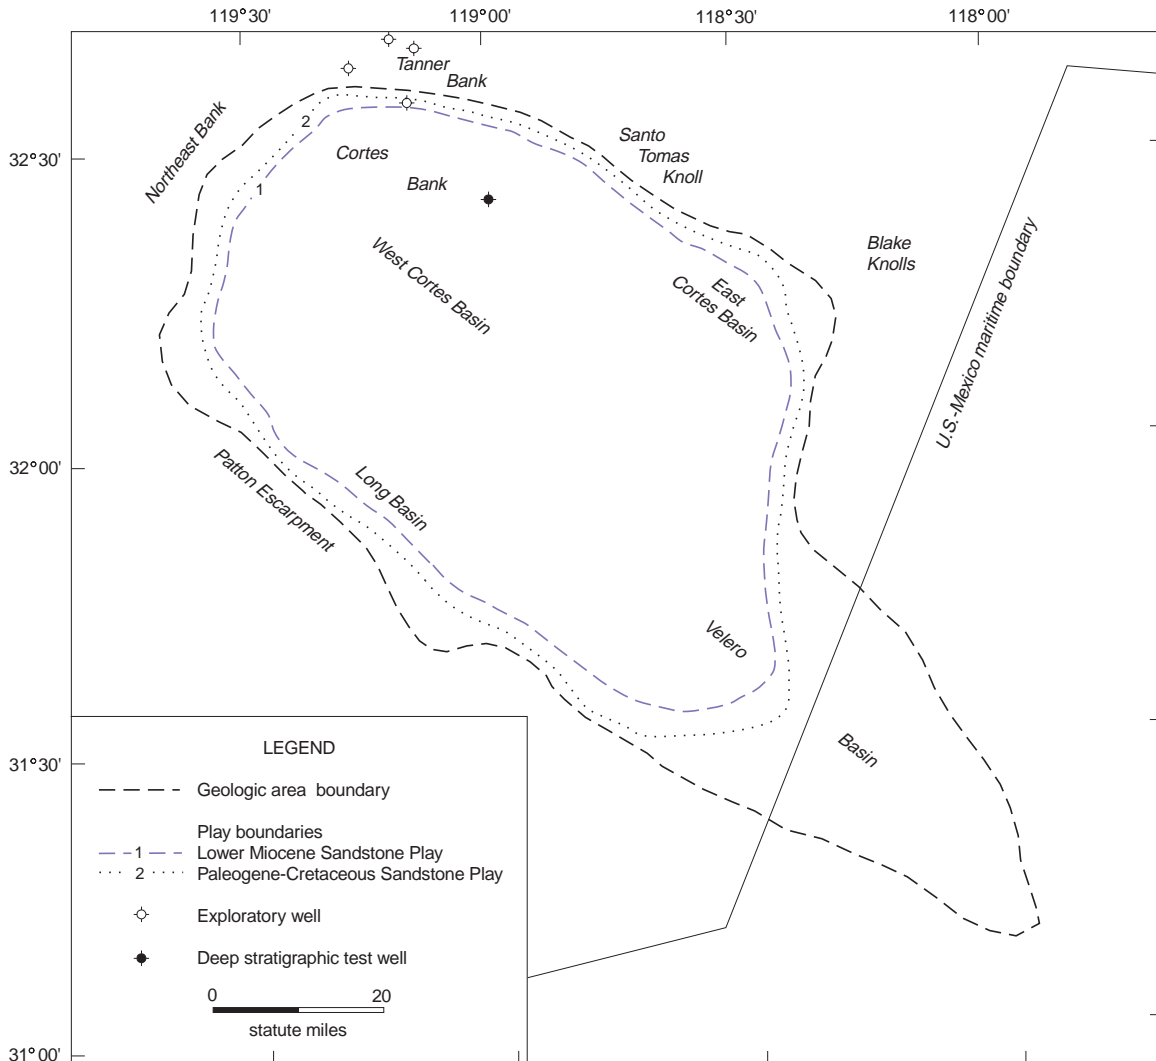 119°30' 119°00' 118°30' 118°00'
Tanner
Bank
Northeast Bank
2
Santo
Tomas
Knoll
32°30'
Cortes
Bank
1
U.S.-Mexico maritime boundary
Blake
Knolls
West Cortes Basin
East
Cortes Basin
32°00'
Patton Escarpment
Long Basin
Velero
Basin
31°30'
LEGEND
Geologic area boundary
Play boundaries
1 Lower Miocene Sandstone Play
2 Paleogene-Cretaceous Sandstone Play
Exploratory well
Deep stratigraphic test well
0 20
statute miles
31°00'